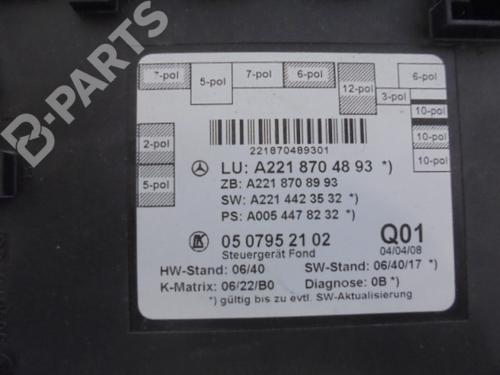 B-PARTS
7-pol
5-pol
7-pol
6-pol
12-pol
3-pol
6-pol
10-pol
10-pol
10-pol
2-pol
5-pol
221870489301
LU: A221 870 48 93 *)
ZB: A221 870 89 93
SW: A221 442 35 32 *)
PS: A005 447 82 32 *)
05 0795 21 02
Steuergerät Fond
Q01
04/04/08
HW-Stand: 06/40 SW-Stand: 06/40/17 *)
K-Matrix: 06/22/B0 Diagnose: 0B *)
*) gültig bis zu evtl. SW-Aktualisierung